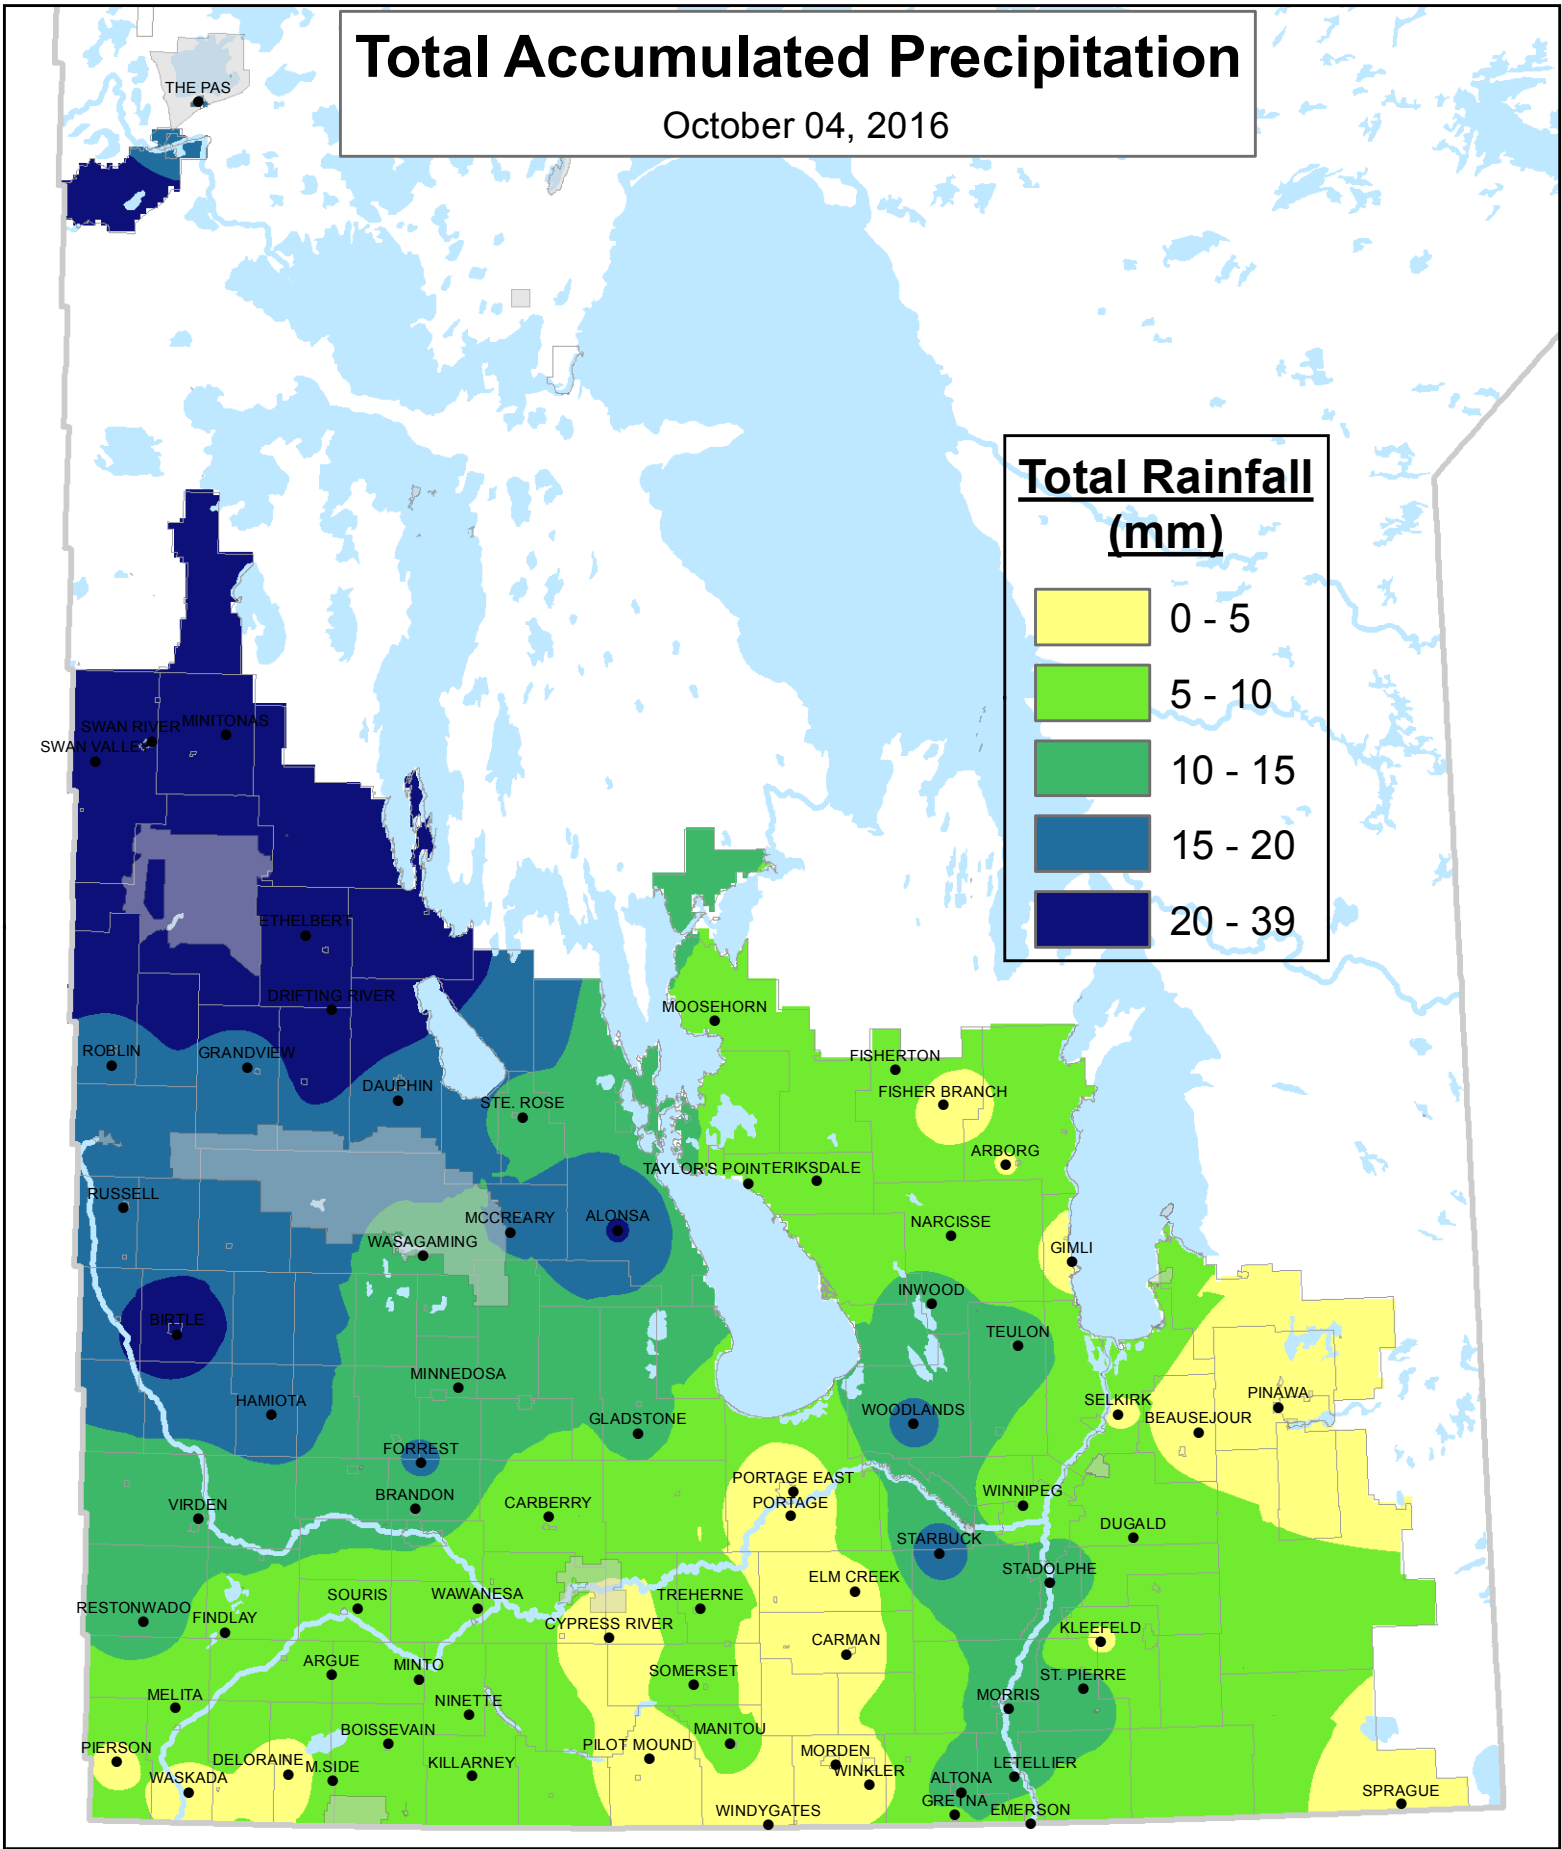 Total Accumulated Precipitation
October 04, 2016
THE PAS
Total Rainfall
(mm)
0 - 5
5 - 10
10 - 15
15 - 20
20 - 39
SWAN RIVER
MINITONAS
SWAN VALLEY
ETHELBERT
DRIFTING RIVER
MOOSEHORN
ROBLIN
GRANDVIEW
FISHERTON
DAUPHIN
FISHER BRANCH
STE. ROSE
ARBORG
TAYLOR'S POINT
ERIKSDALE
RUSSELL
MCCREARY
ALONSA
NARCISSE
WASAGAMING
GIMLI
INWOOD
BIRTLE
TEULON
MINNEDOSA
HAMIOTA
SELKIRK
PINAWA
GLADSTONE
WOODLANDS
BEAUSEJOUR
FORREST
PORTAGE EAST
BRANDON
WINNIPEG
VIRDEN
CARBERRY
PORTAGE
DUGALD
STARBUCK
STADOLPHE
ELM CREEK
SOURIS
WAWANESA
TREHERNE
RESTONWADO
FINDLAY
CYPRESS RIVER
KLEEFELD
CARMAN
ARGUE
MINTO
SOMERSET
ST. PIERRE
MELITA
NINETTE
MORRIS
BOISSEVAIN
MANITOU
PIERSON
PILOT MOUND
DELORAINE
M.SIDE
KILLARNEY
MORDEN
LETELLIER
WASKADA
WINKLER
ALTONA
SPRAGUE
GRETNA
WINDYGATES
EMERSON